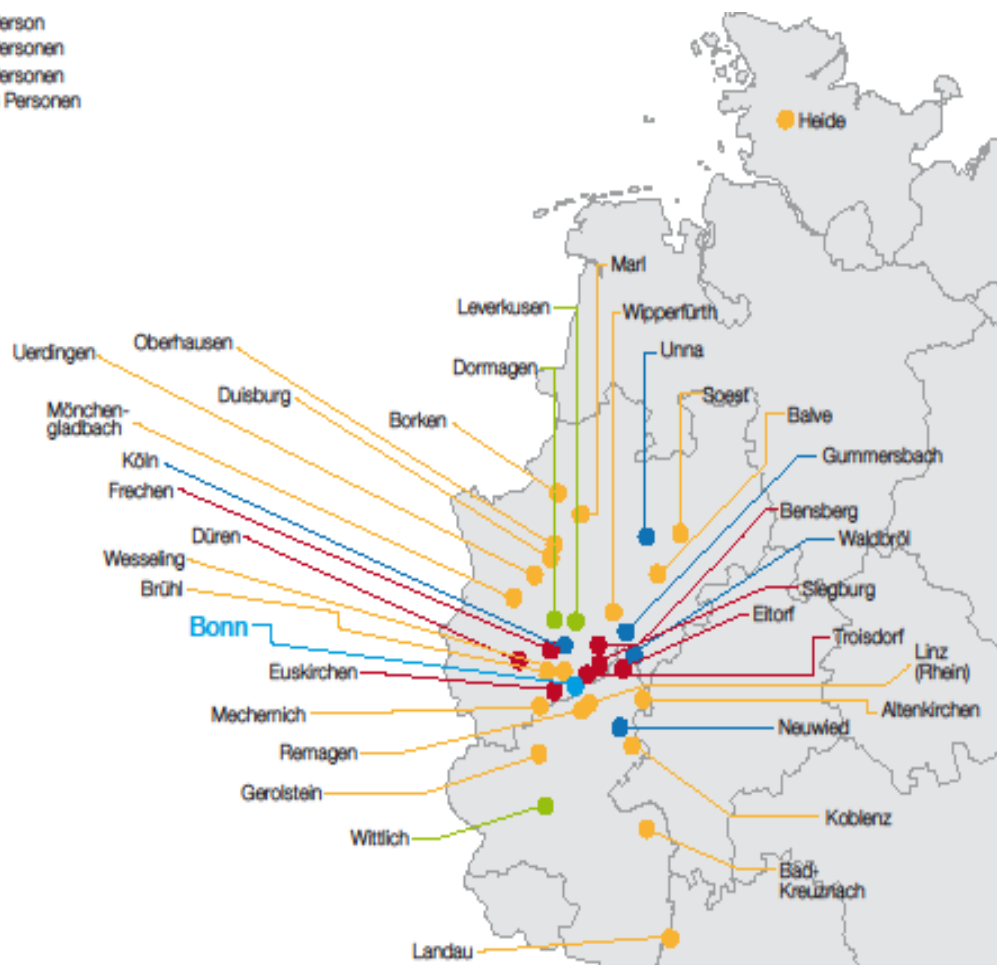 erson
ersonen
ersonen
Personen
Heide
Marl
Leverkusen
Wipperfürth
Oberhausen
Uerdingen
Unna
Dormagen
Duisburg
Soest
Mönchen-
gladbach
Borken
Balve
Köln
Gummersbach
Frechen
Bensberg
Düren
Waldbröl
Wesseling
Brühl
Siegburg
Eitorf
Bonn
Troisdorf
Linz
(Rhein)
Euskirchen
Mechernich
Altenkirchen
Neuwied
Remagen
Gerolstein
Koblenz
Wittlich
Bad-
Kreuznach
Landau